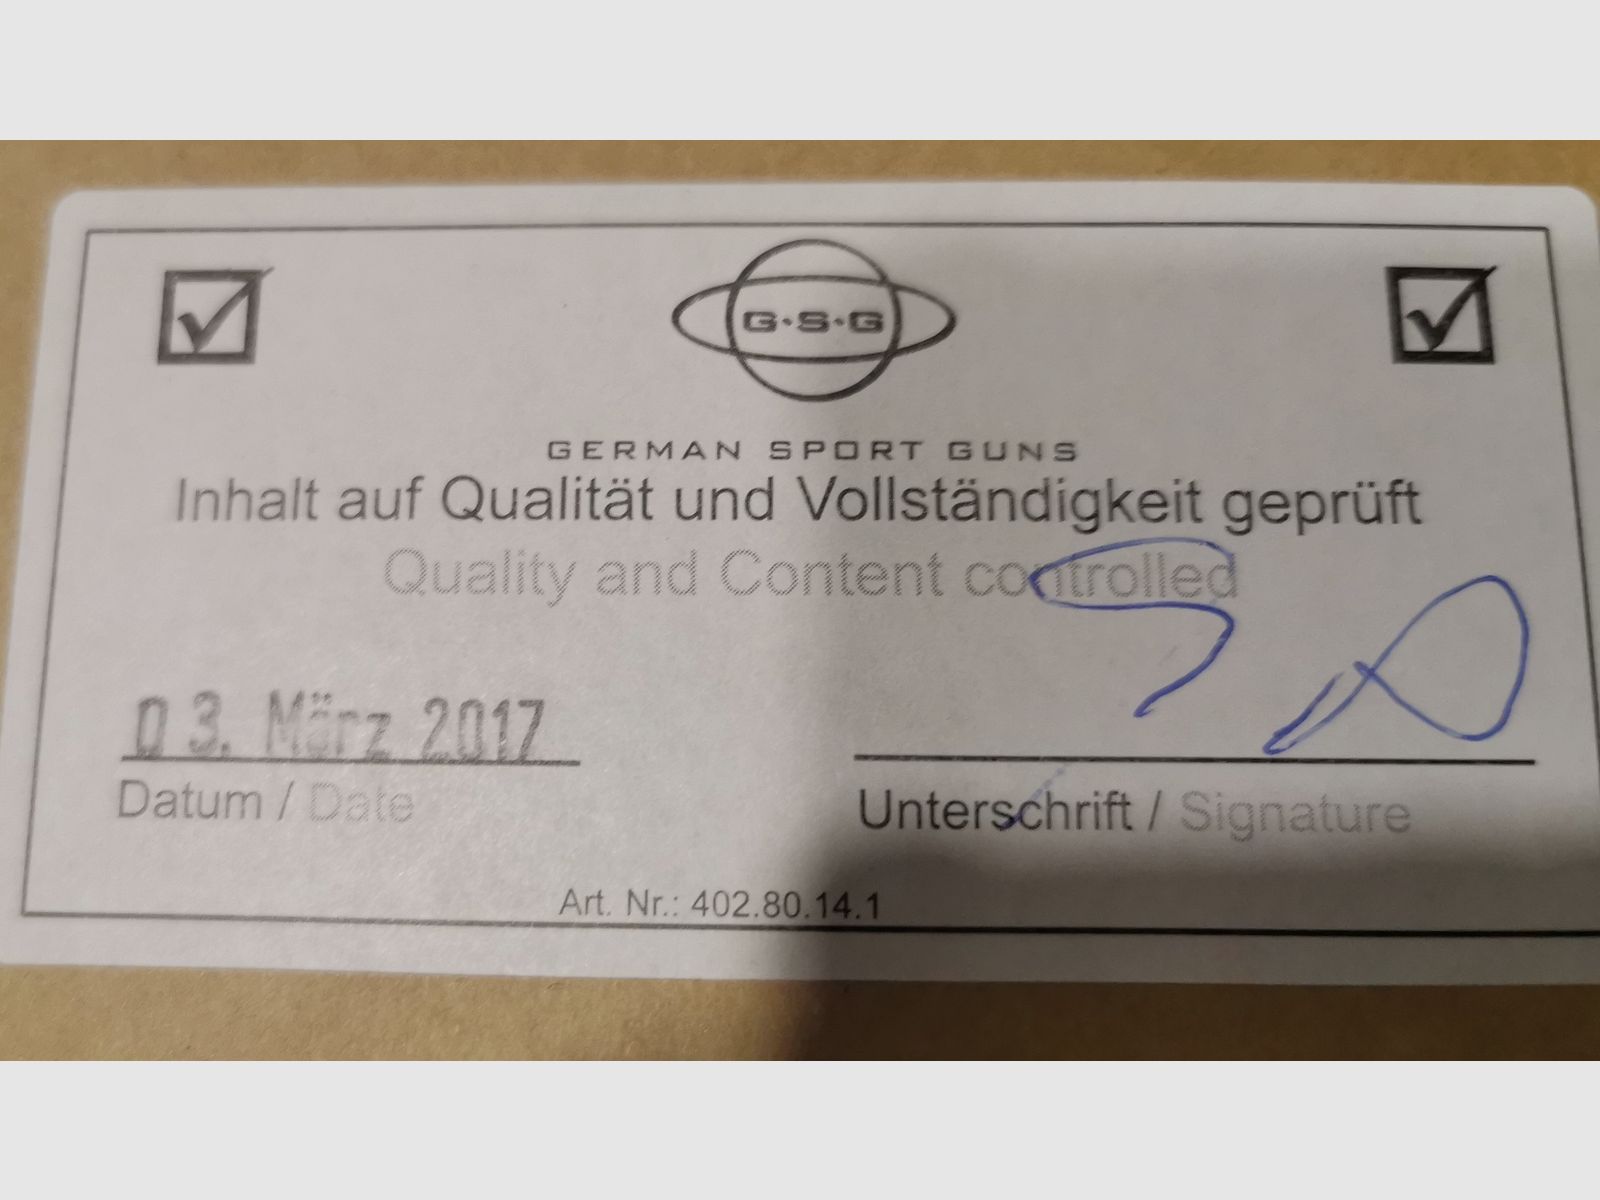 G·S·G
GERMAN SPORT GUNS
Inhalt auf Qualität und Vollständigkeit geprüft
Quality and Content controlled
03. März 2017
Datum / Date
Unterschrift / Signature
Art. Nr.: 402.80.14.1